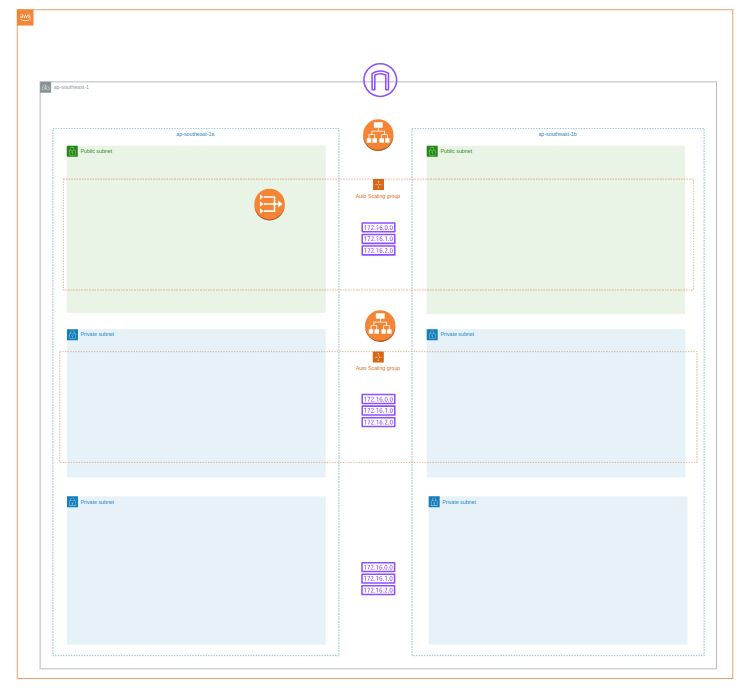 aws
ap-southeast-1
ap-southeast-1a
ap-southeast-1b
Public subnet
Public subnet
Auto Scaling group
172.16.0.0
172.16.1.0
172.16.2.0
Private subnet
Private subnet
Auto Scaling group
172.16.0.0
172.16.1.0
172.16.2.0
Private subnet
Private subnet
172.16.0.0
172.16.1.0
172.16.2.0